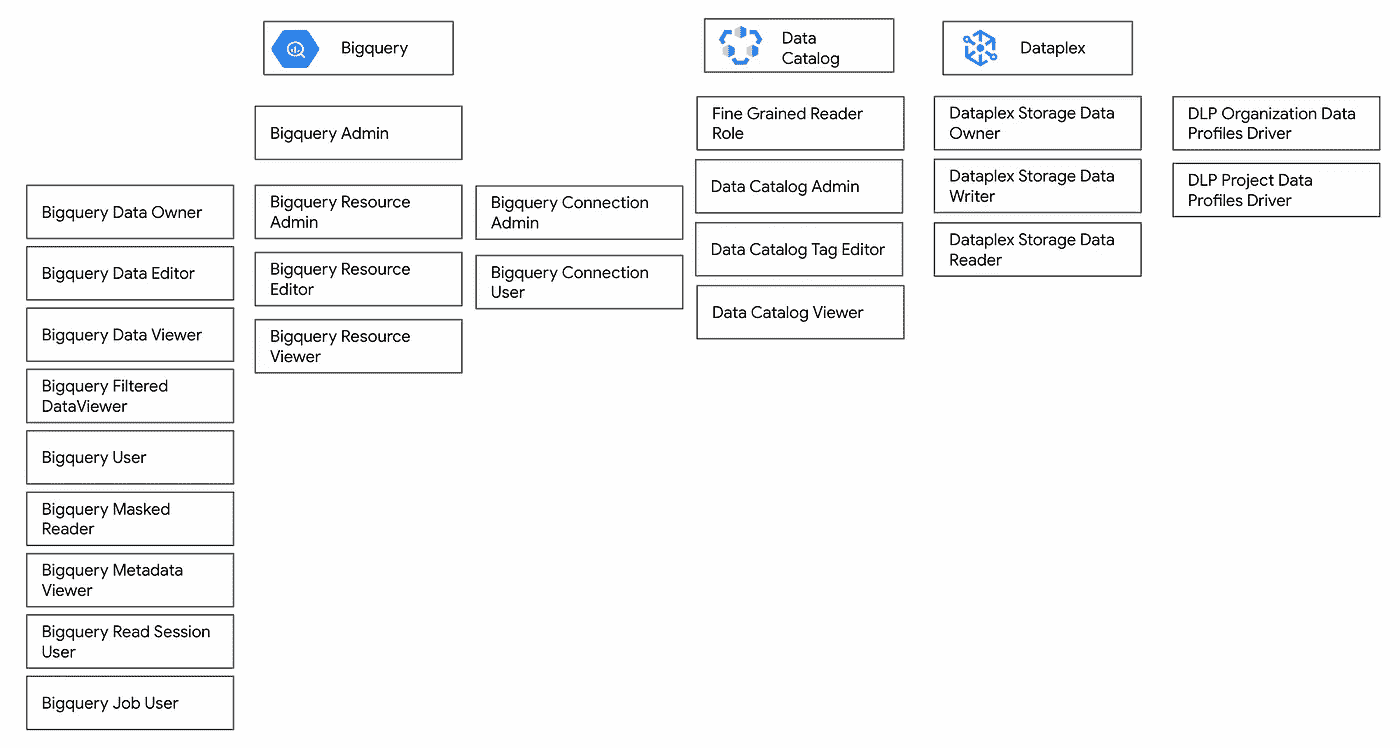 Bigquery
Data
Catalog
Dataplex
Bigquery Admin
Bigquery Data Owner
Bigquery Data Editor
Bigquery Data Viewer
Bigquery Filtered
DataViewer
Bigquery User
Bigquery Masked
Reader
Bigquery Metadata
Viewer
Bigquery Read Session
User
Bigquery Job User
Bigquery Resource
Admin
Bigquery Resource
Editor
Bigquery Resource
Viewer
Bigquery Connection
Admin
Bigquery Connection
User
Fine Grained Reader
Role
Data Catalog Admin
Data Catalog Tag Editor
Data Catalog Viewer
Dataplex Storage Data
Owner
Dataplex Storage Data
Writer
Dataplex Storage Data
Reader
DLP Organization Data
Profiles Driver
DLP Project Data
Profiles Driver